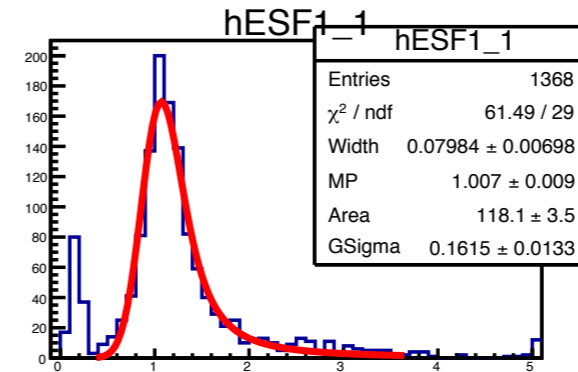 hESF1_1
hESF1_1
Entries 1368
χ² / ndf 61.49 / 29
Width 0.07984 ± 0.00698
MP 1.007 ± 0.009
Area 118.1 ± 3.5
GSigma 0.1615 ± 0.0133
200
180
160
140
120
100
80
60
40
20
0
0 1 2 3 4 5